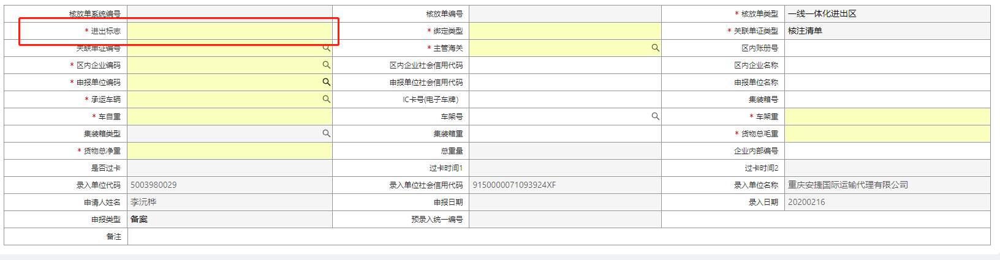 核放单系统编号 核放单编号 * 核放单类型 一线一体化进出区
* 进出标志 * 绑定类型 * 关联单证类型 核注清单
关联单证编号 * 主管海关 区内账册号
* 区内企业编码 区内企业社会信用代码 区内企业名称
* 申报单位编码 申报单位社会信用代码 申报单位名称
* 承运车辆 IC卡号(电子车牌) 集装箱号
* 车自重 车架号 * 车架重
集装箱类型 集装箱重 * 货物总毛重
* 货物总净重 总重量 企业内部编号
是否过卡 过卡时间1 过卡时间2
录入单位代码 5003980029 录入单位社会信用代码 9150000071093924XF 录入单位名称 重庆安捷国际运输代理有限公司
申请人姓名 李沅桦 申报日期 录入日期 20200216
申报类型 备案 预录入统一编号
备注